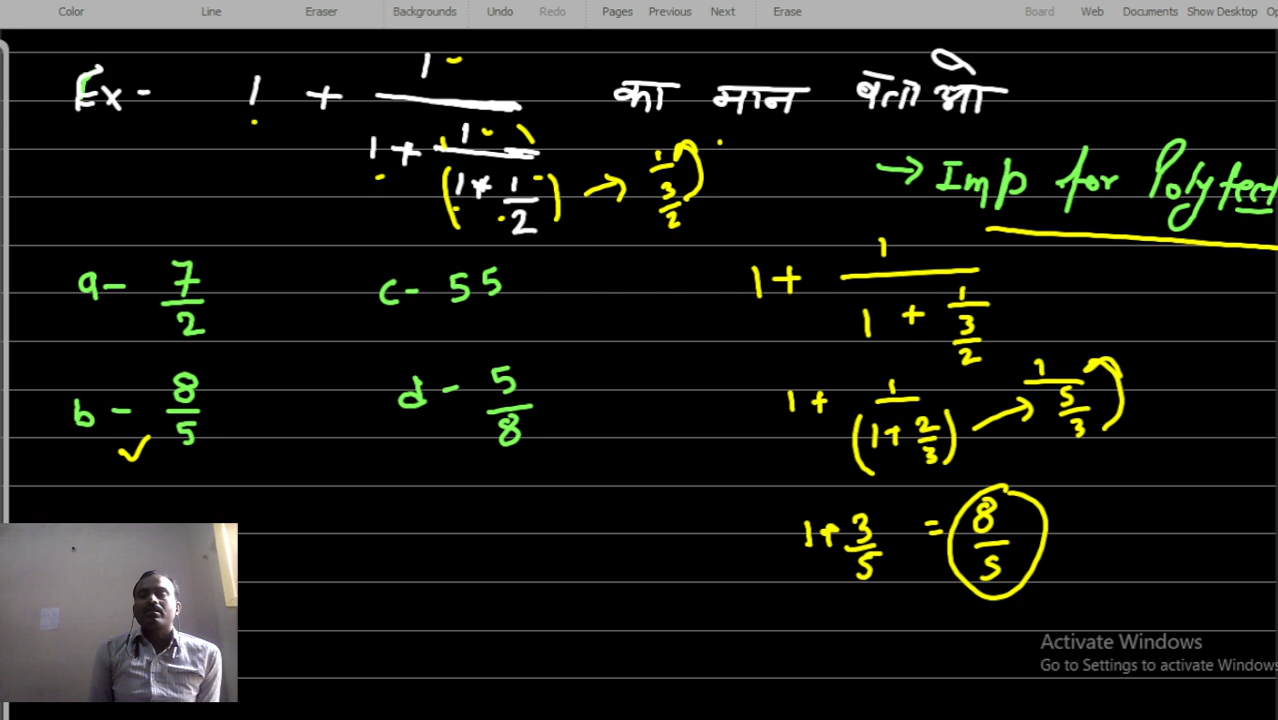 Color Line Eraser Backgrounds Undo Redo Pages Previous Next Erase Board Web Documents Show Desktop
Ex- 1 + 1/(1 + 1/(1 + 1/2)) का मान बताओ
→ 1/(3/2)
→ Imp for Polytech
a- 7/2
c- 55
b- 8/5 ✓
d- 5/8
1 + 1/(1 + 1/(3/2))
1 + 1/(1 + 2/3) → 1/(5/3)
1 + 3/5 = 8/5
Activate Windows
Go to Settings to activate Windows